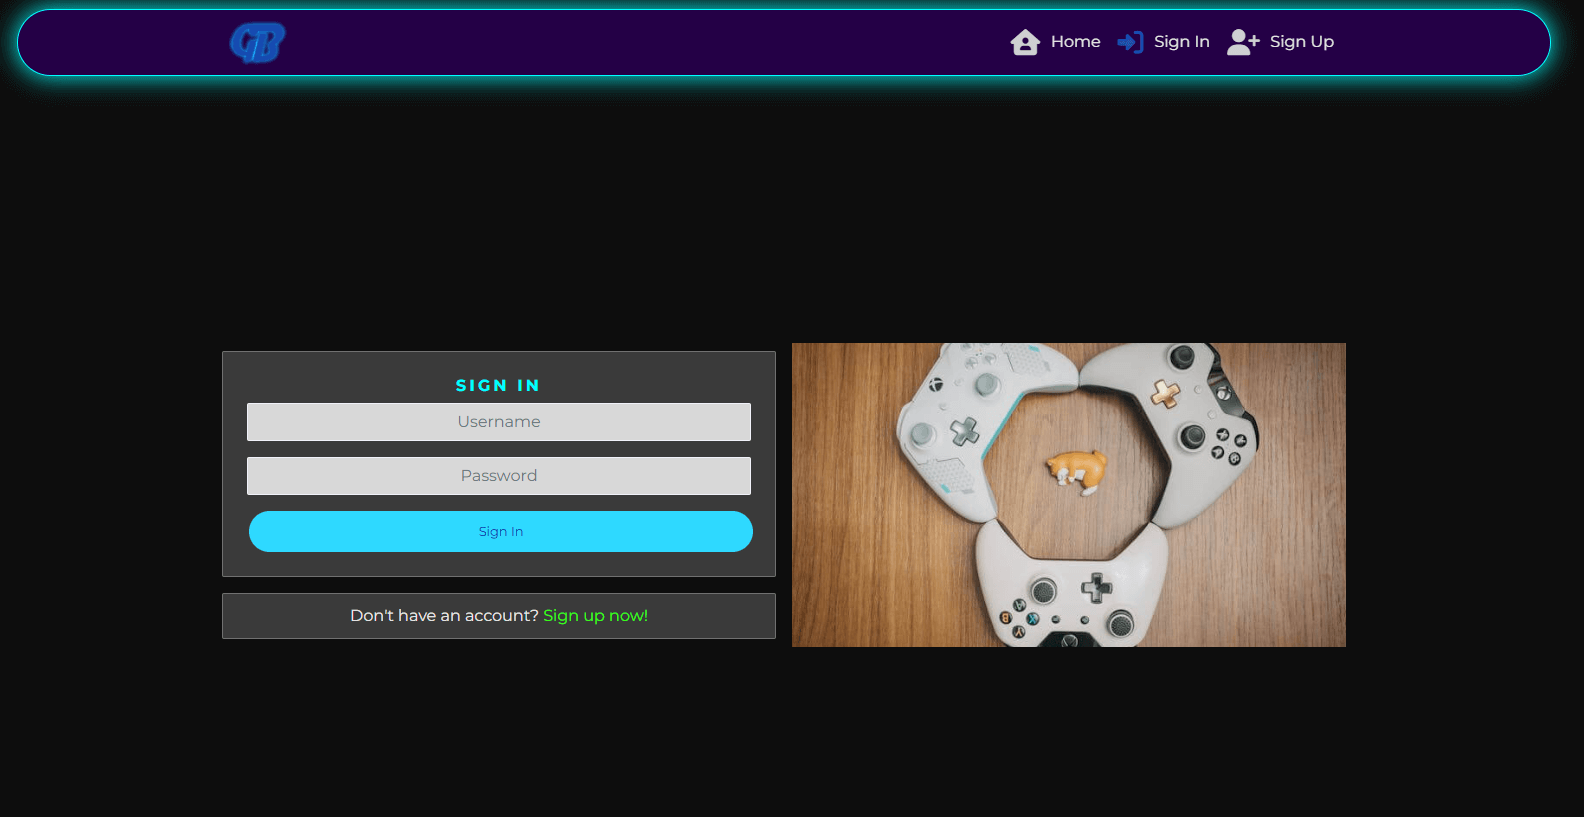 GB
Home
Sign In
Sign Up
SIGN IN
Username
Password
Sign In
Don't have an account? Sign up now!